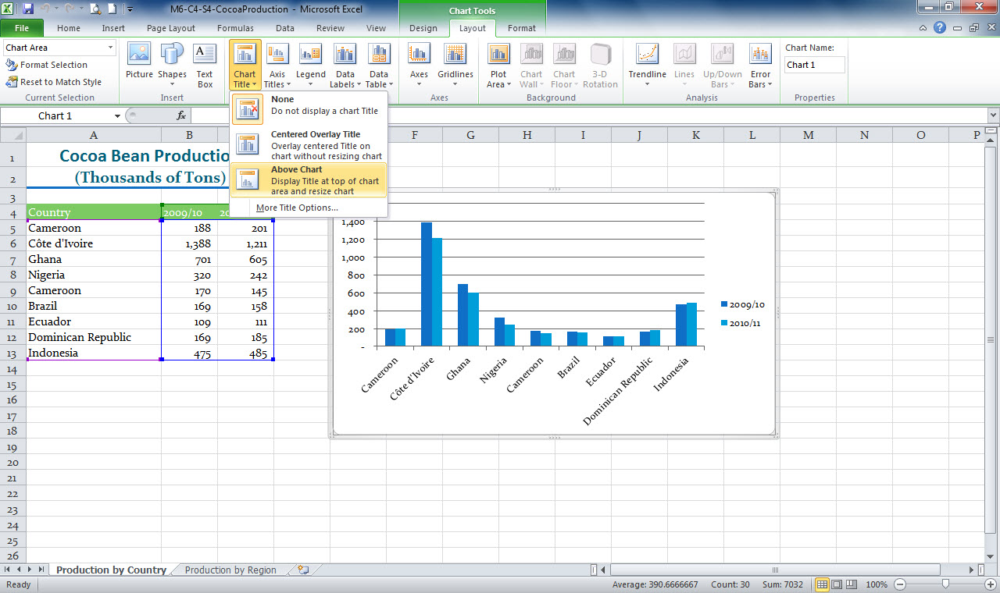 M6-C4-S4-CocoaProduction - Microsoft Excel
Chart Tools
File Home Insert Page Layout Formulas Data Review View Design Layout Format
Chart Area
Format Selection
Reset to Match Style
Current Selection
Picture Shapes Text Box
Insert
Chart Title
Axis Titles
Legend
Data Labels
Data Table
Axes
Gridlines
Axes
Plot Area
Chart Wall
Chart Floor
3-D Rotation
Background
Trendline
Lines
Up/Down Bars
Error Bars
Analysis
Chart Name:
Chart 1
Properties
None
Do not display a chart Title
Centered Overlay Title
Overlay centered Title on
chart without resizing chart
Above Chart
Display Title at top of chart
area and resize chart
More Title Options...
Chart 1 fx
A B F G H I J K L M N O P
1 Cocoa Bean Productio
2 (Thousands of Tons)
3
4 Country 2009/10
5 Cameroon 188 201
6 Côte d'Ivoire 1,388 1,211
7 Ghana 701 605
8 Nigeria 320 242
9 Cameroon 170 145
10 Brazil 169 158
11 Ecuador 109 111
12 Dominican Republic 169 185
13 Indonesia 475 485
14
15
16
17
18
19
20
21
22
23
24
25
26
1,400
1,200
1,000
800
600
400
200
-
Cameroon
Côte d'Ivoire
Ghana
Nigeria
Cameroon
Brazil
Ecuador
Dominican Republic
Indonesia
2009/10
2010/11
Production by Country Production by Region
Ready Average: 390.6666667 Count: 30 Sum: 7032 100%